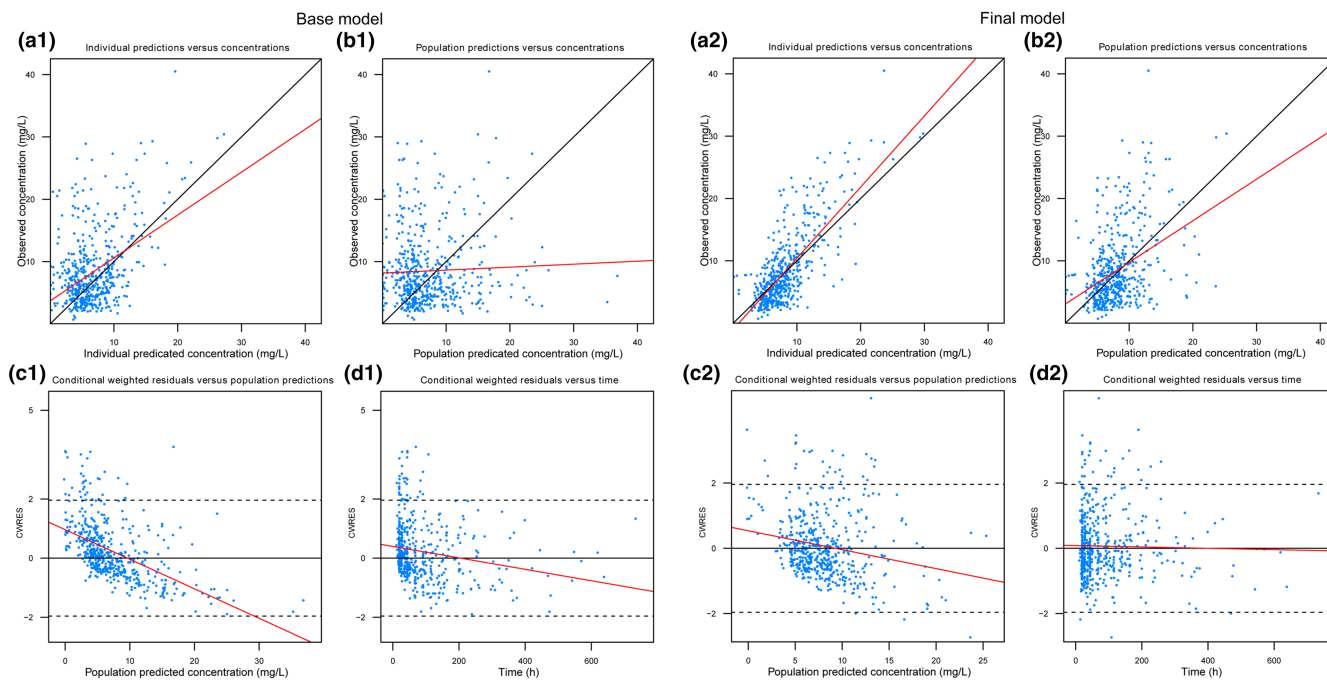 Base model
Final model
(a1)
Individual predictions versus concentrations
(b1)
Population predictions versus concentrations
(a2)
Individual predictions versus concentrations
(b2)
Population predictions versus concentrations
Observed concentration (mg/L)
40
30
20
10
10
20
30
40
Individual predicated concentration (mg/L)
Observed concentration (mg/L)
40
30
20
10
10
20
30
40
Population predicated concentration (mg/L)
Observed concentration (mg/L)
40
30
20
10
10
20
30
40
Individual predicated concentration (mg/L)
Observed concentration (mg/L)
40
30
20
10
10
20
30
40
Population predicated concentration (mg/L)
(c1)
Conditional weighted residuals versus population predictions
(d1)
Conditional weighted residuals versus time
(c2)
Conditional weighted residuals versus population predictions
(d2)
Conditional weighted residuals versus time
CWRES
5
2
0
−2
0
10
20
30
Population predicted concentration (mg/L)
CWRES
5
2
0
−2
0
200
400
600
Time (h)
CWRES
2
0
−2
0
5
10
15
20
25
Population predicted concentration (mg/L)
CWRES
2
0
−2
0
200
400
600
Time (h)